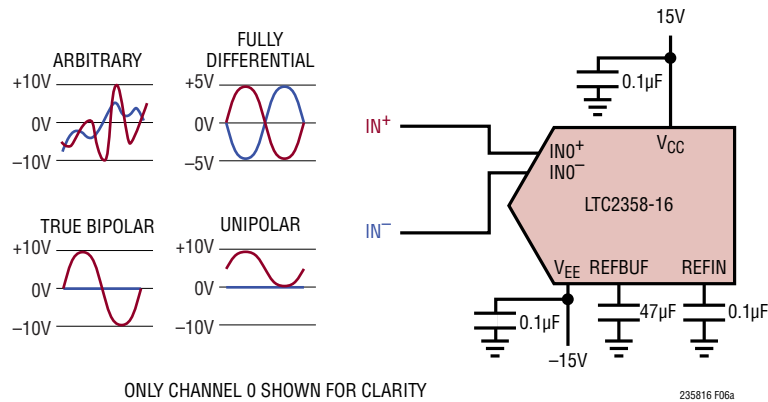 ARBITRARY
+10V
0V
–10V
FULLY
DIFFERENTIAL
+5V
0V
–5V
TRUE BIPOLAR
+10V
0V
–10V
UNIPOLAR
+10V
0V
–10V
IN+
IN–
15V
0.1µF
VCC
IN0+
IN0–
LTC2358-16
VEE
REFBUF
REFIN
0.1µF
47µF
0.1µF
–15V
ONLY CHANNEL 0 SHOWN FOR CLARITY
235816 F06a